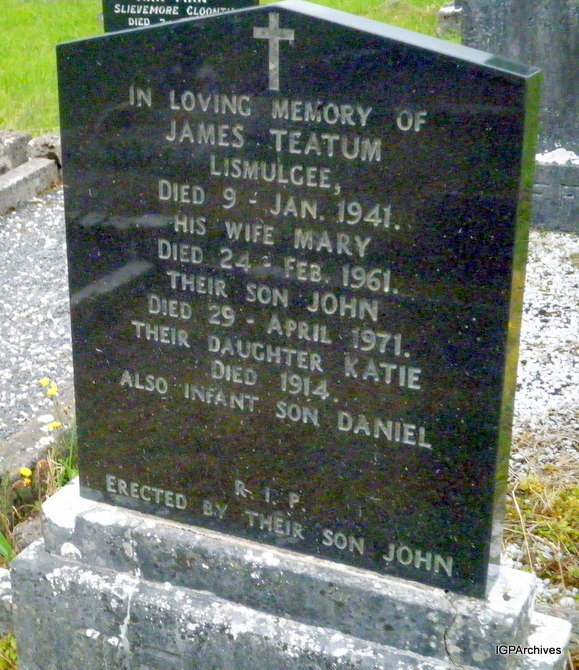 SLIEVEMORE
DIED
IN LOVING MEMORY OF
JAMES TEATUM
LISMULGEE,
DIED 9 - JAN. 1941.
HIS WIFE MARY
DIED 24 - FEB. 1961.
THEIR SON JOHN
DIED 29 - APRIL 1971.
THEIR DAUGHTER KATIE
DIED 1914.
ALSO INFANT SON DANIEL
R. I. P.
ERECTED BY THEIR SON JOHN
IGPArchives